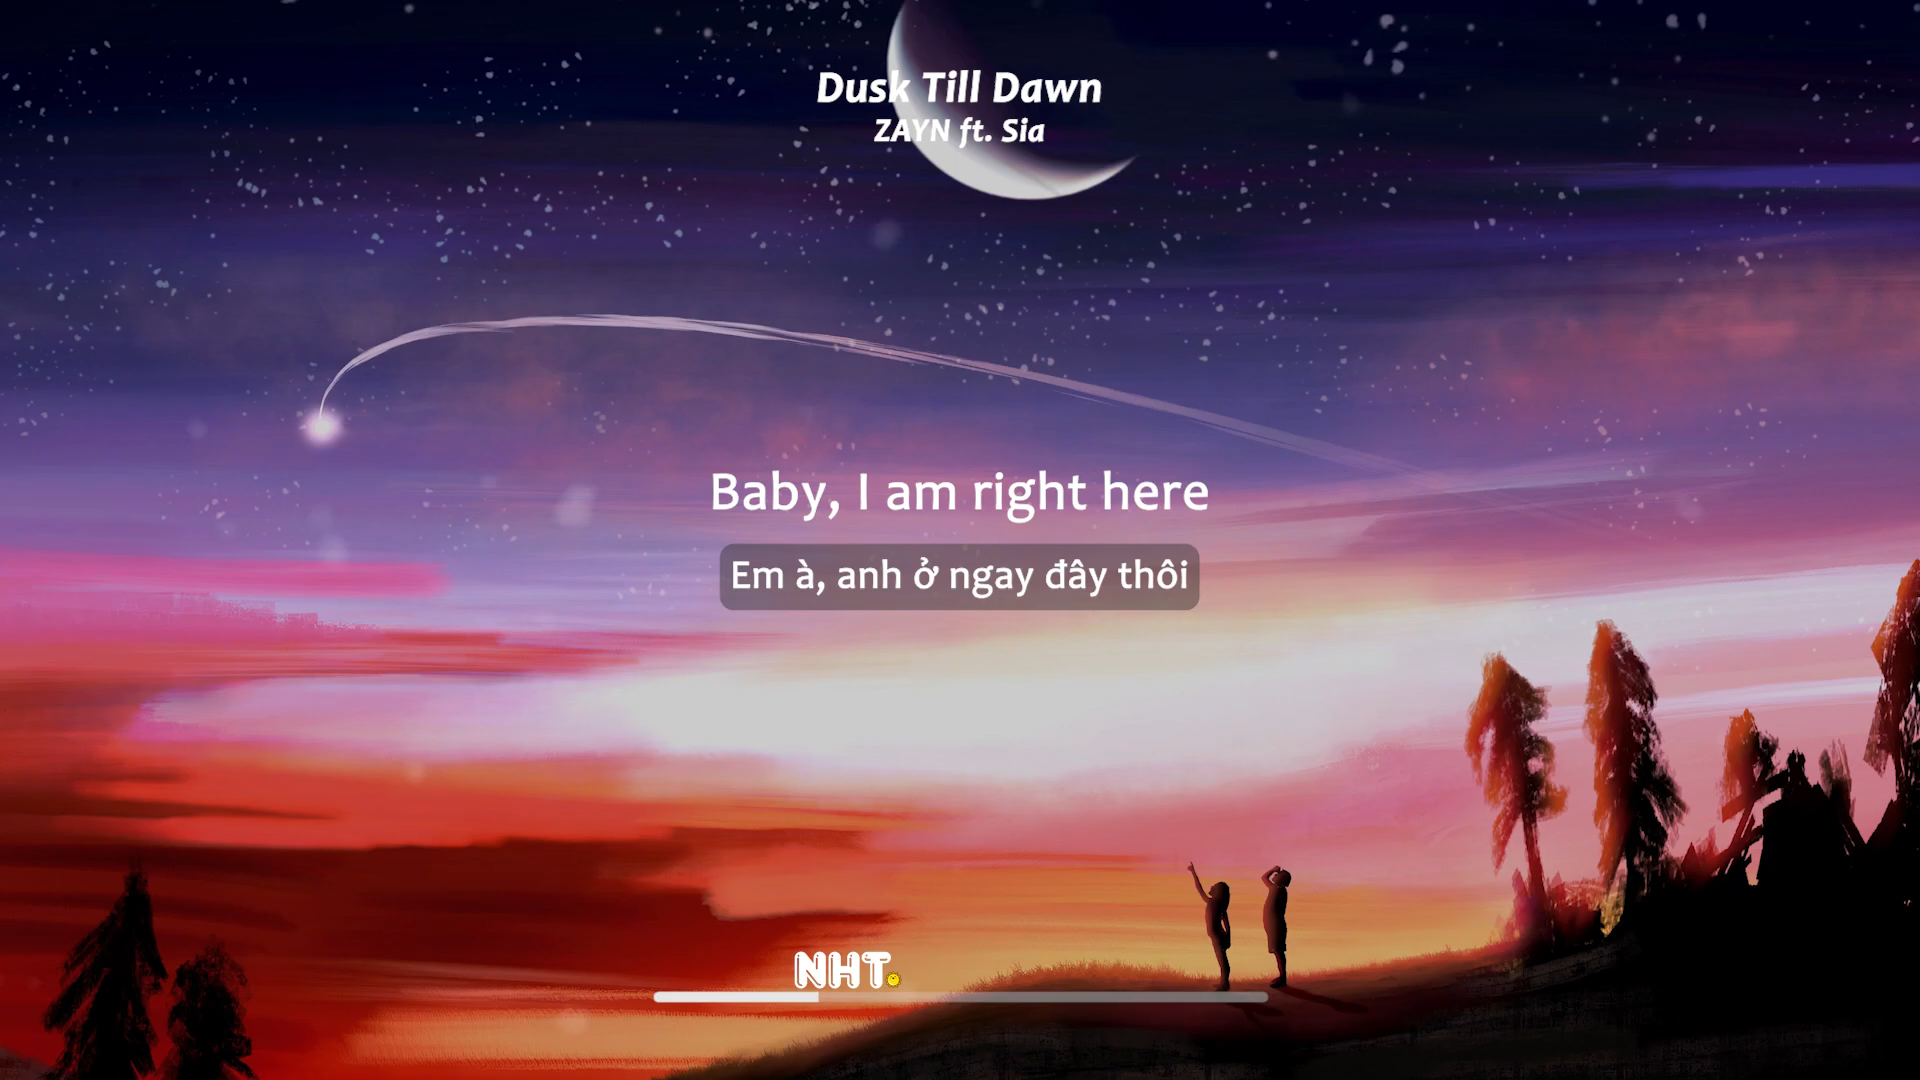 Dusk Till Dawn
ZAYN ft. Sia
Baby, I am right here
Em à, anh ở ngay đây thôi
NHT.